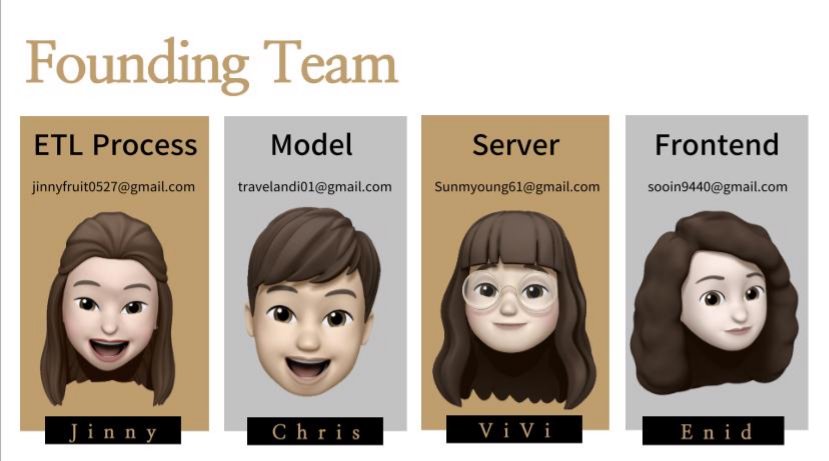 Founding Team
ETL Process
jinnyfruit0527@gmail.com
Jinny
Model
travelandi01@gmail.com
Chris
Server
Sunmyoung61@gmail.com
ViVi
Frontend
sooin9440@gmail.com
Enid